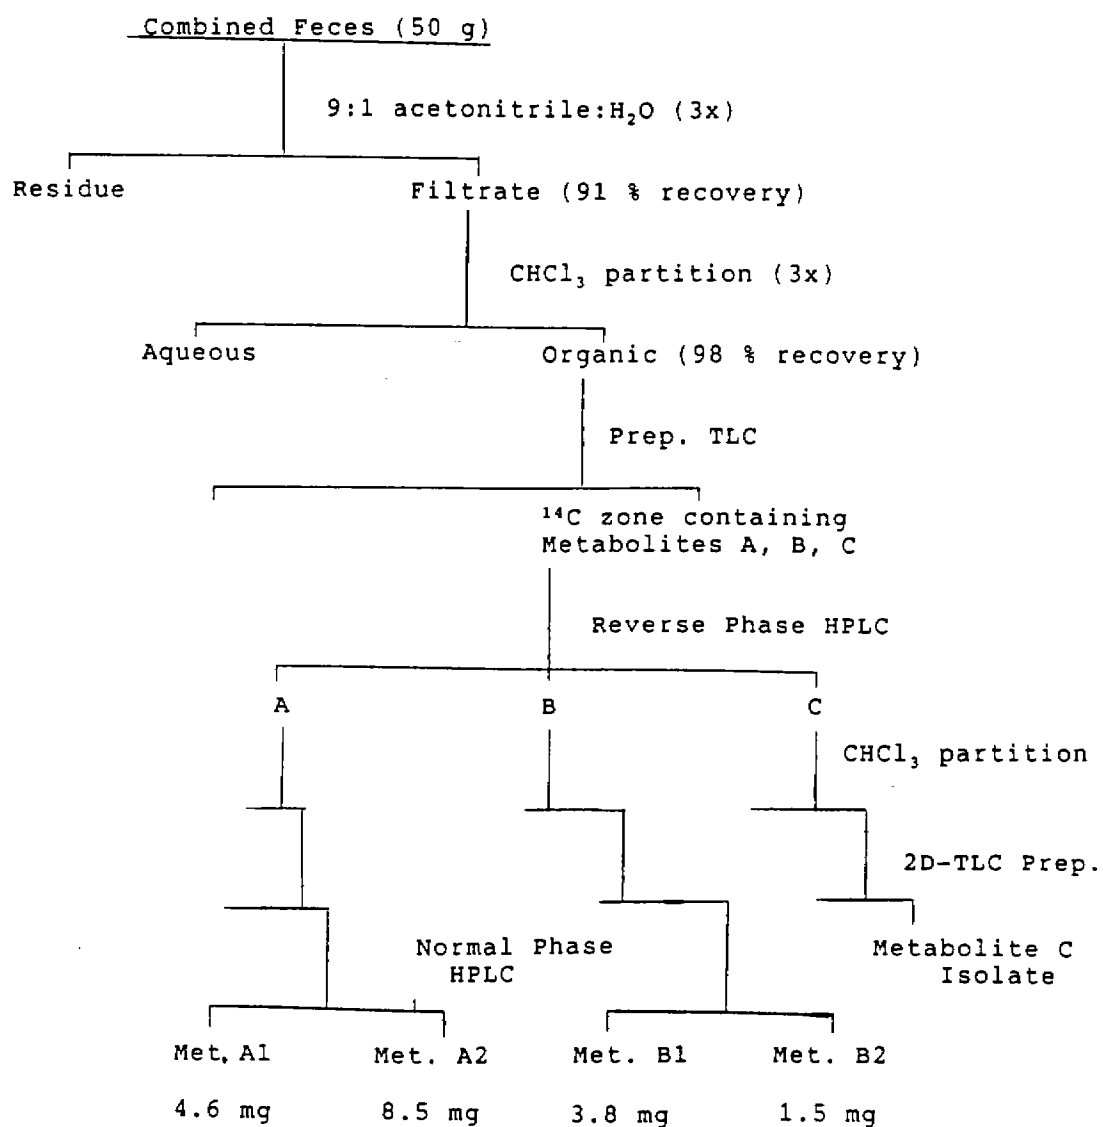 Combined Feces (50 g)
9:1 acetonitrile:H₂O (3x)
Residue
Filtrate (91 % recovery)
CHCl₃ partition (3x)
Aqueous
Organic (98 % recovery)
Prep. TLC
¹⁴C zone containing
Metabolites A, B, C
Reverse Phase HPLC
A
B
C
CHCl₃ partition
2D-TLC Prep.
Normal Phase
HPLC
Metabolite C
Isolate
Met. A1
Met. A2
Met. B1
Met. B2
4.6 mg
8.5 mg
3.8 mg
1.5 mg